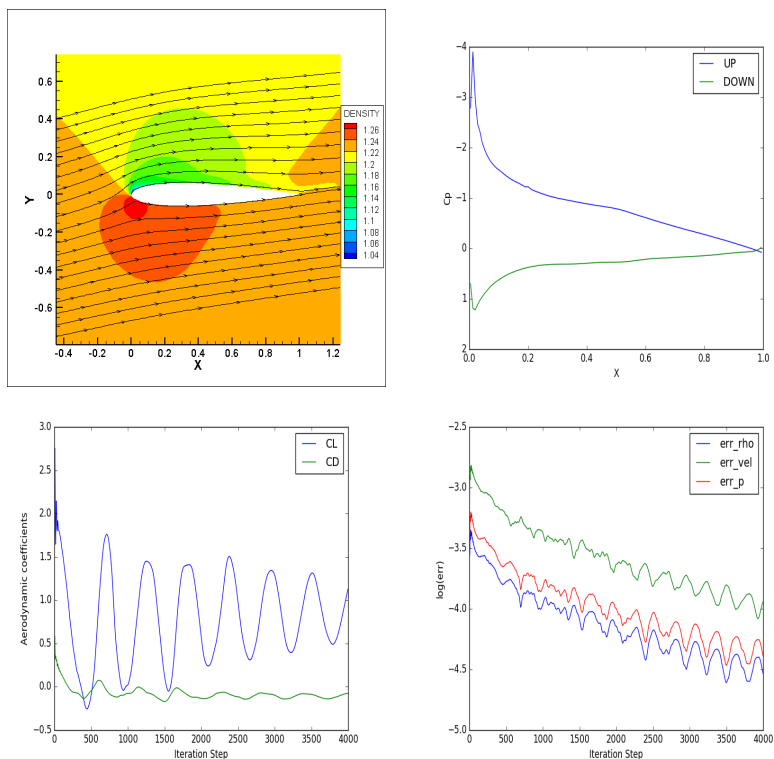 0.6
0.4
0.2
0
-0.2
-0.4
-0.6
Y
-0.4 -0.2 0 0.2 0.4 0.6 0.8 1 1.2
X
DENSITY
1.26
1.24
1.22
1.2
1.18
1.16
1.14
1.12
1.1
1.08
1.06
1.04
−4
−3
−2
−1
0
1
2
Cp
0.0 0.2 0.4 0.6 0.8 1.0
X
UP
DOWN
3.0
2.5
2.0
1.5
1.0
0.5
0.0
−0.5
Aerodynamic coefficients
0 500 1000 1500 2000 2500 3000 3500 4000
Iteration Step
CL
CD
−2.5
−3.0
−3.5
−4.0
−4.5
−5.0
log(err)
0 500 1000 1500 2000 2500 3000 3500 4000
Iteration Step
err_rho
err_vel
err_p